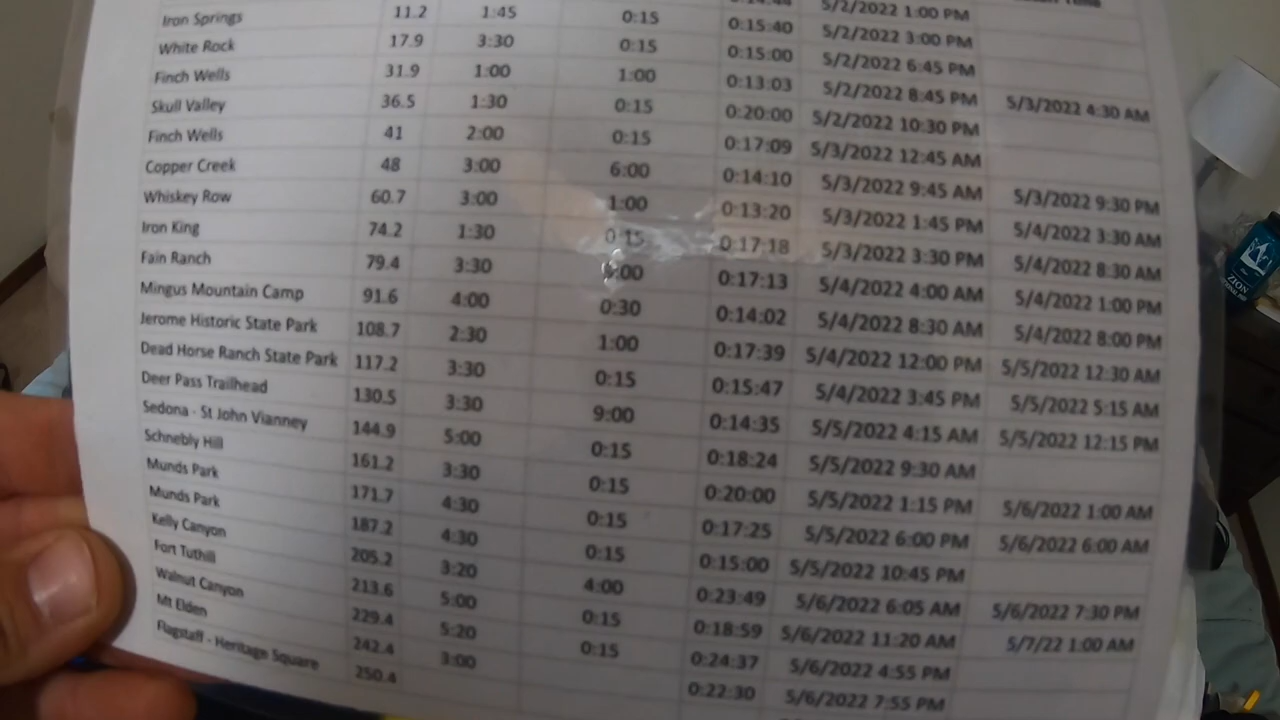 5/2/2022 1:00 PM
Iron Springs 11.2 1:45 0:15 0:15:40 5/2/2022 3:00 PM
White Rock 17.9 3:30 0:15 0:15:00 5/2/2022 6:45 PM
Finch Wells 31.9 1:00 1:00 0:13:03 5/2/2022 8:45 PM 5/3/2022 4:30 AM
Skull Valley 36.5 1:30 0:15 0:20:00 5/2/2022 10:30 PM
Finch Wells 41 2:00 0:15 0:17:09 5/3/2022 12:45 AM
Copper Creek 48 3:00 6:00 0:14:10 5/3/2022 9:45 AM 5/3/2022 9:30 PM
Whiskey Row 60.7 3:00 1:00 0:13:20 5/3/2022 1:45 PM 5/4/2022 3:30 AM
Iron King 74.2 1:30 0:15 0:17:18 5/3/2022 3:30 PM 5/4/2022 8:30 AM
Fain Ranch 79.4 3:30 0:17:13 5/4/2022 4:00 AM 5/4/2022 1:00 PM
Mingus Mountain Camp 91.6 4:00 0:30 0:14:02 5/4/2022 8:30 AM 5/4/2022 8:00 PM
Jerome Historic State Park 108.7 2:30 1:00 0:17:39 5/4/2022 12:00 PM 5/5/2022 12:30 AM
Dead Horse Ranch State Park 117.2 3:30 0:15 0:15:47 5/4/2022 3:45 PM 5/5/2022 5:15 AM
Deer Pass Trailhead 130.5 3:30 9:00 0:14:35 5/5/2022 4:15 AM 5/5/2022 12:15 PM
Sedona - St John Vianney 144.9 5:00 0:15 0:18:24 5/5/2022 9:30 AM
Schnebly Hill 161.2 3:30 0:15 0:20:00 5/5/2022 1:15 PM 5/6/2022 1:00 AM
Munds Park 171.7 4:30 0:15 0:17:25 5/5/2022 6:00 PM 5/6/2022 6:00 AM
Munds Park 187.2 4:30 0:15 0:15:00 5/5/2022 10:45 PM
Kelly Canyon 205.2 3:20 4:00 0:23:49 5/6/2022 6:05 AM 5/6/2022 7:30 PM
Fort Tuthill 213.6 5:00 0:15 0:18:59 5/6/2022 11:20 AM 5/7/22 1:00 AM
Walnut Canyon 229.4 5:20 0:15 0:24:37 5/6/2022 4:55 PM
Mt Elden 242.4 3:00 0:22:30 5/6/2022 7:55 PM
Flagstaff - Heritage Square 250.4
ZION